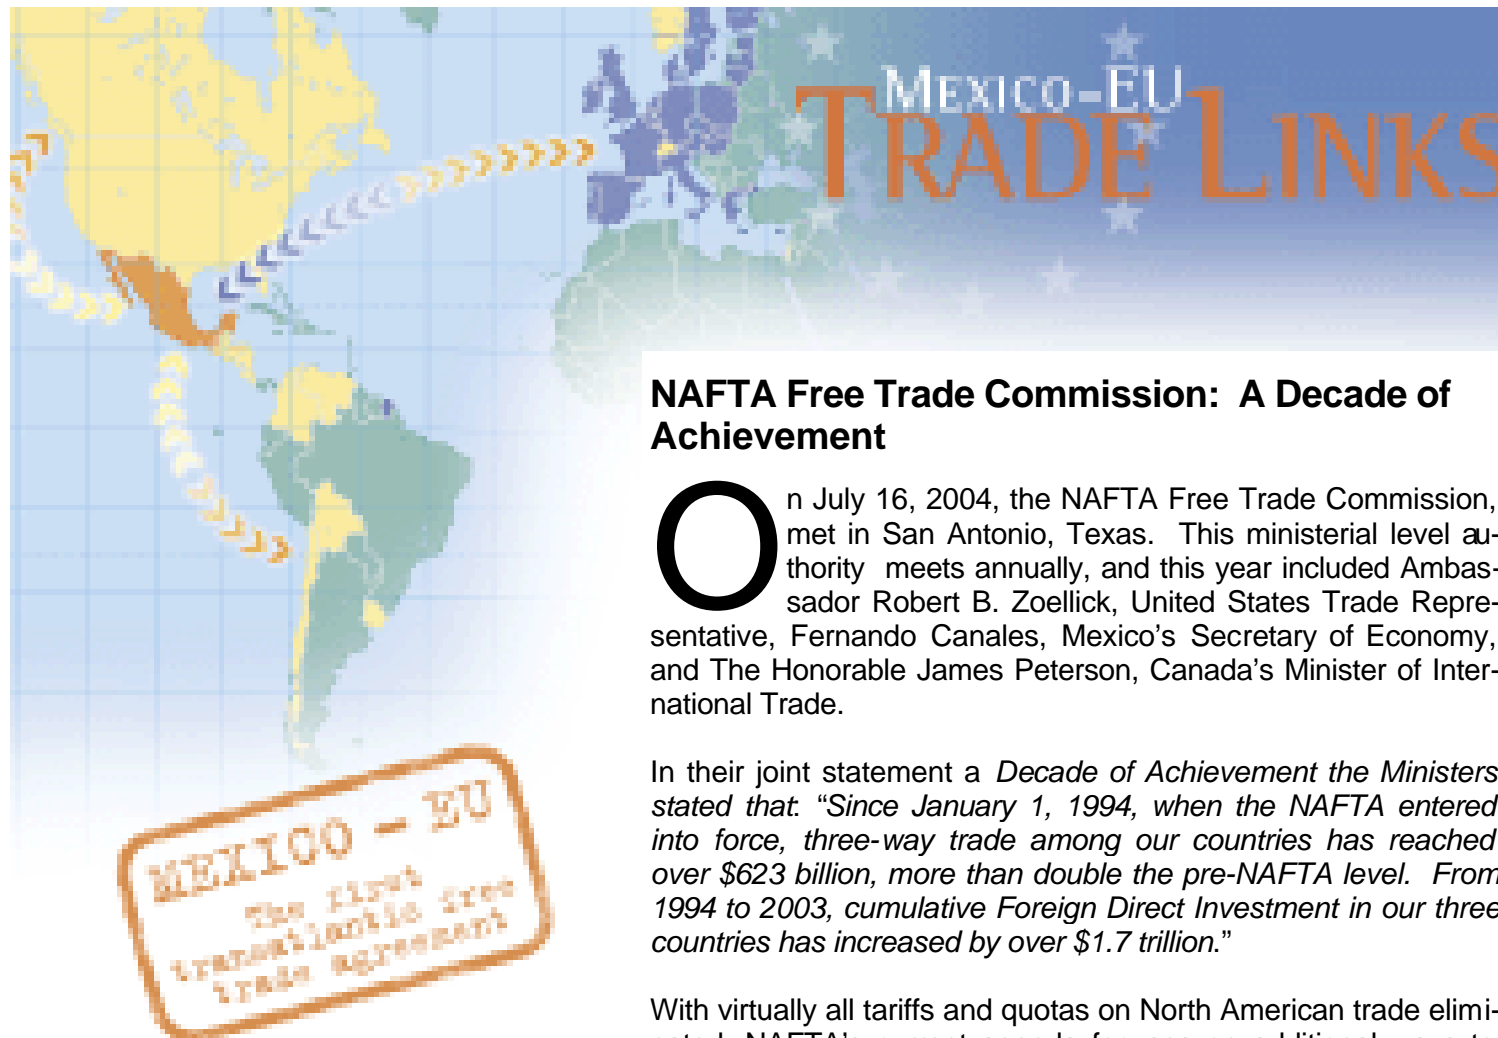 MEXICO-EU
TRADE LINKS
NAFTA Free Trade Commission: A Decade of
Achievement
On July 16, 2004, the NAFTA Free Trade Commission,
met in San Antonio, Texas. This ministerial level au-
thority meets annually, and this year included Ambas-
sador Robert B. Zoellick, United States Trade Repre-
sentative, Fernando Canales, Mexico’s Secretary of Economy,
and The Honorable James Peterson, Canada’s Minister of Inter-
national Trade.
In their joint statement a Decade of Achievement the Ministers
stated that: “Since January 1, 1994, when the NAFTA entered
into force, three-way trade among our countries has reached
over $623 billion, more than double the pre-NAFTA level. From
1994 to 2003, cumulative Foreign Direct Investment in our three
countries has increased by over $1.7 trillion.”
With virtually all tariffs and quotas on North American trade elimi-
MEXICO - EU
The first
transatlantic free
trade agreement